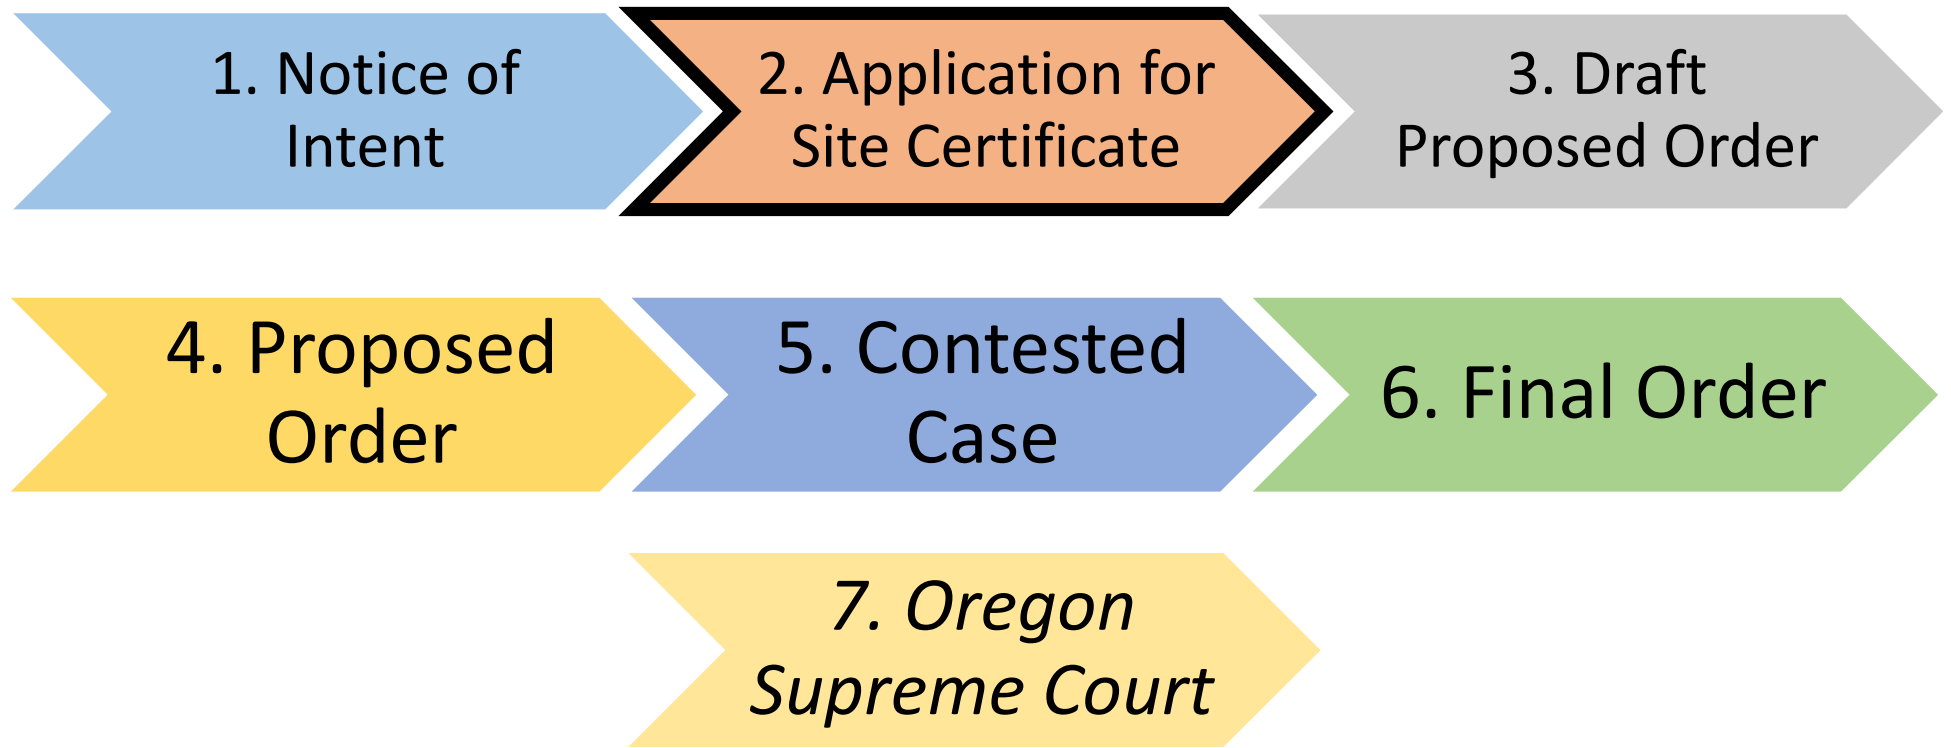 1. Notice of
Intent
2. Application for
Site Certificate
3. Draft
Proposed Order
4. Proposed
Order
5. Contested
Case
6. Final Order
7. Oregon
Supreme Court